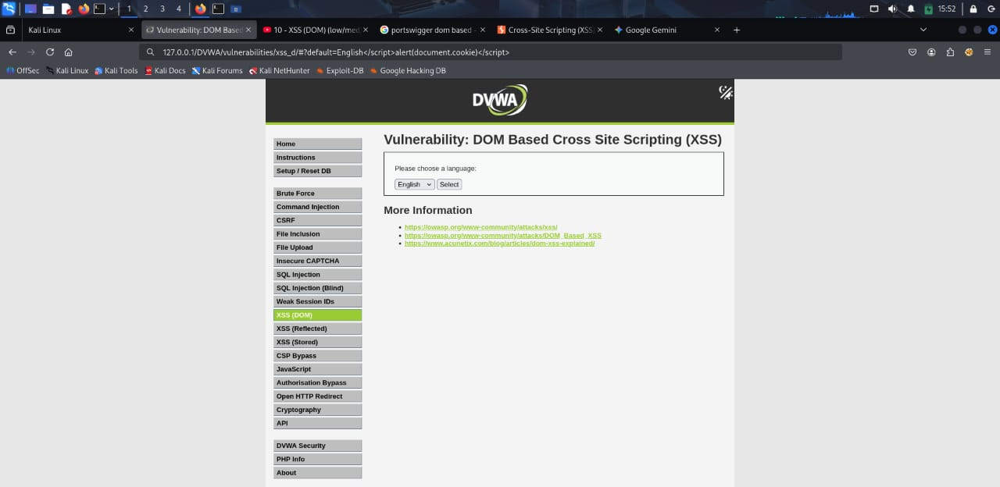 1 2 3 4 15:52
Kali Linux Vulnerability: DOM Based 10 - XSS (DOM) (low/med portswigger dom based - Cross-Site Scripting (XSS) Google Gemini
127.0.0.1/DVWA/vulnerabilities/xss_d/#?default=English</script>alert(document.cookie)</script>
OffSec Kali Linux Kali Tools Kali Docs Kali Forums Kali NetHunter Exploit-DB Google Hacking DB
DVWA
Home
Instructions
Setup / Reset DB
Brute Force
Command Injection
CSRF
File Inclusion
File Upload
Insecure CAPTCHA
SQL Injection
SQL Injection (Blind)
Weak Session IDs
XSS (DOM)
XSS (Reflected)
XSS (Stored)
CSP Bypass
JavaScript
Authorisation Bypass
Open HTTP Redirect
Cryptography
API
DVWA Security
PHP Info
About
Vulnerability: DOM Based Cross Site Scripting (XSS)
Please choose a language:
English Select
More Information
https://owasp.org/www-community/attacks/xss/
https://owasp.org/www-community/attacks/DOM_Based_XSS
https://www.acunetix.com/blog/articles/dom-xss-explained/